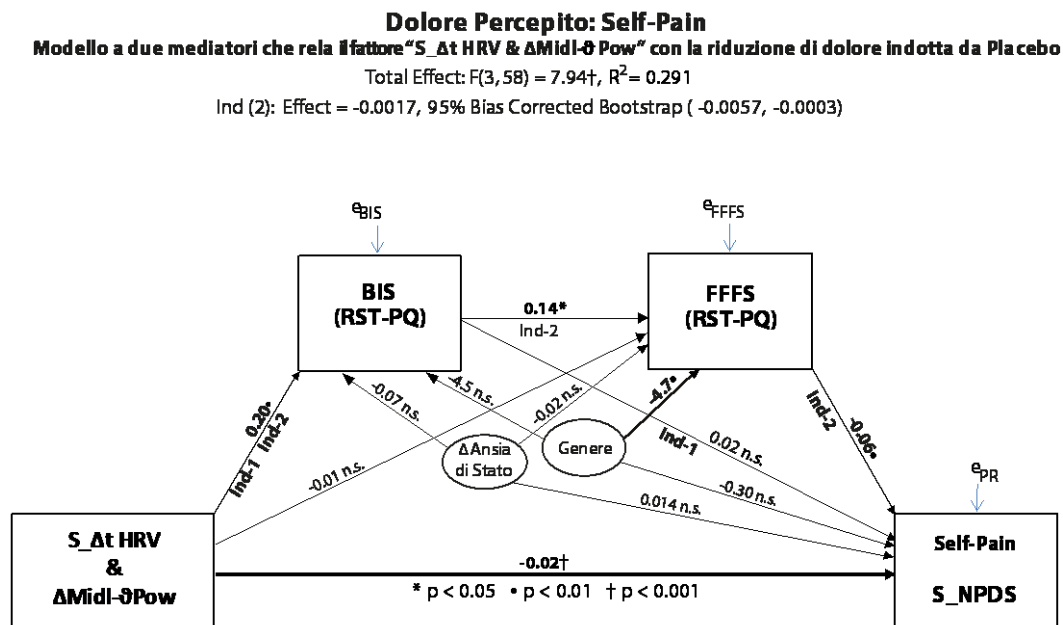 Dolore Percepito: Self-Pain
Modello a due mediatori che rela il fattore “S_Δt HRV & ΔMidl-ϑ Pow” con la riduzione di dolore indotta da Placebo
Total Effect: F(3, 58) = 7.94†, R² = 0.291
Ind (2): Effect = -0.0017, 95% Bias Corrected Bootstrap ( -0.0057, -0.0003)
eBIS
eFFFS
BIS
(RST-PQ)
FFFS
(RST-PQ)
0.14*
Ind-2
-0.07 n.s.
-4.5 n.s.
-0.02 n.s.
-4.7•
0.20•
Ind-1 Ind-2
-0.01 n.s.
ΔAnsia
di Stato
Genere
Ind-1
0.02 n.s.
Ind-2
-0.06•
-0.30 n.s.
0.014 n.s.
ePR
S_Δt HRV
&
ΔMidl-ϑPow
Self-Pain
S_NPDS
-0.02†
* p < 0.05 • p < 0.01 † p < 0.001